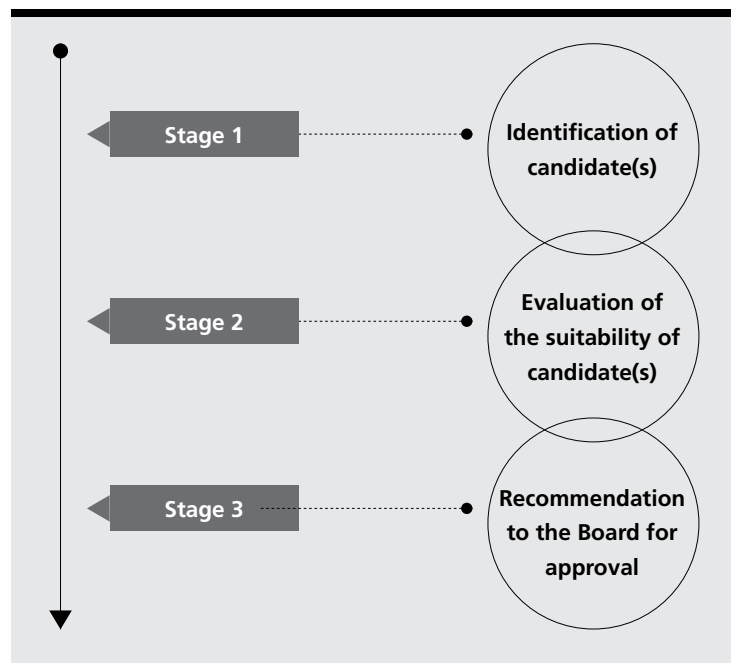 Stage 1
Identification of
candidate(s)
Stage 2
Evaluation of
the suitability of
candidate(s)
Stage 3
Recommendation
to the Board for
approval